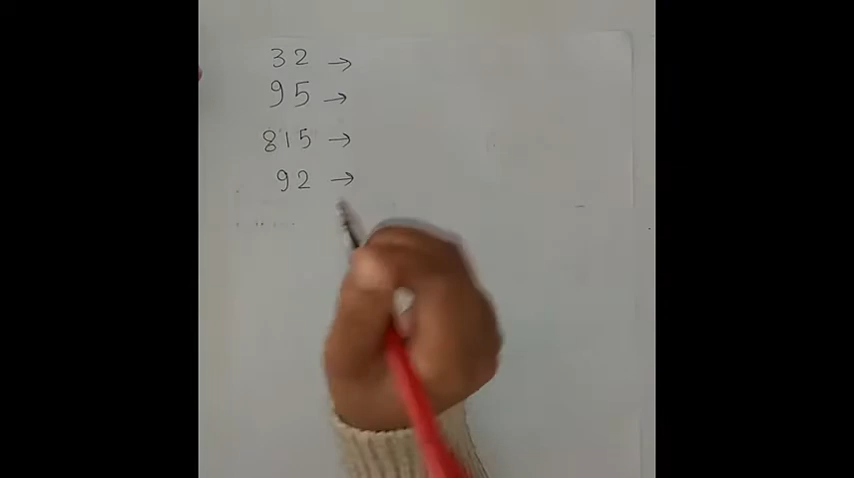 32 →
95 →
815 →
92 →